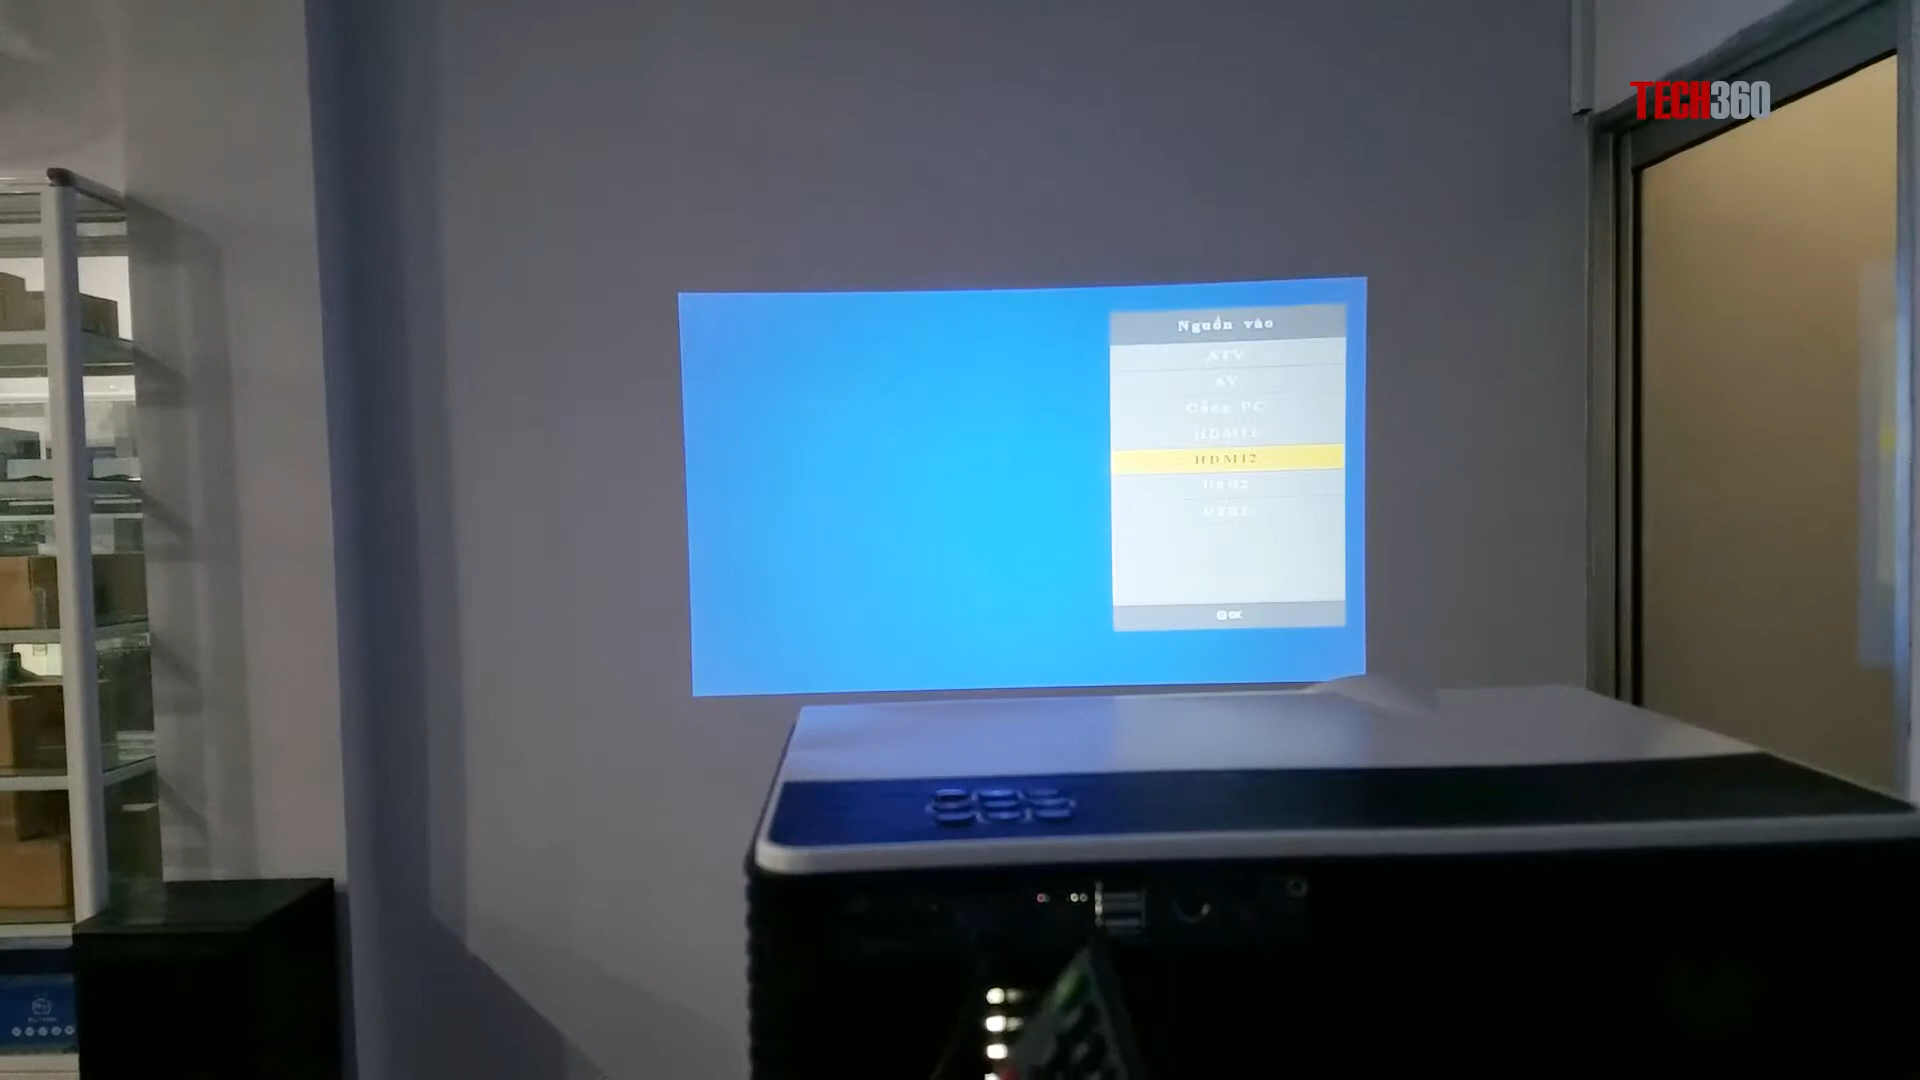 TECH360
Nguồn vào
ATV
AV
Cổng PC
HDMI1
HDMI2
USB2
USB1
OK